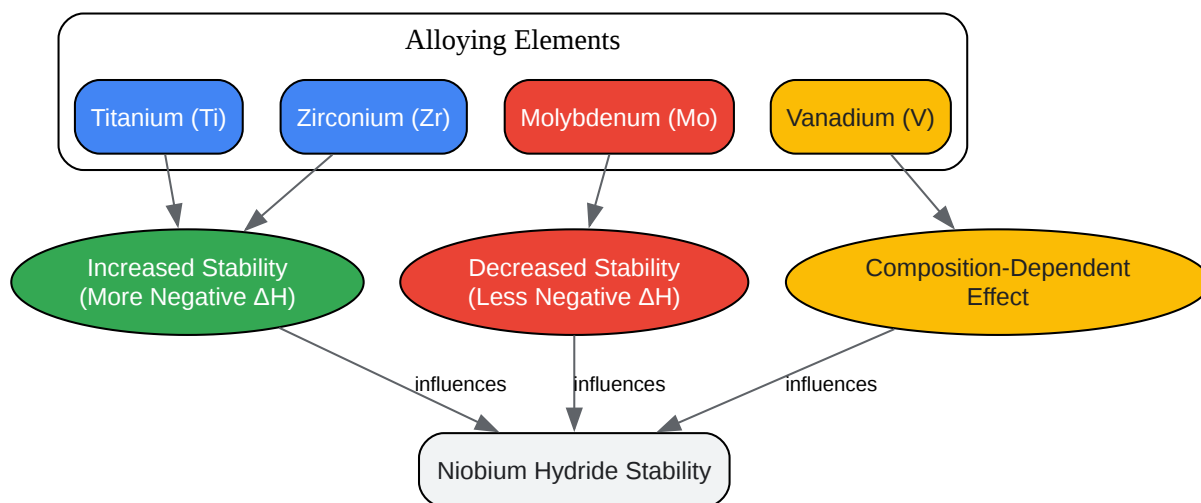 Alloying Elements
Titanium (Ti)
Zirconium (Zr)
Molybdenum (Mo)
Vanadium (V)
Increased Stability
(More Negative ΔH)
Decreased Stability
(Less Negative ΔH)
Composition-Dependent
Effect
influences
influences
influences
Niobium Hydride Stability